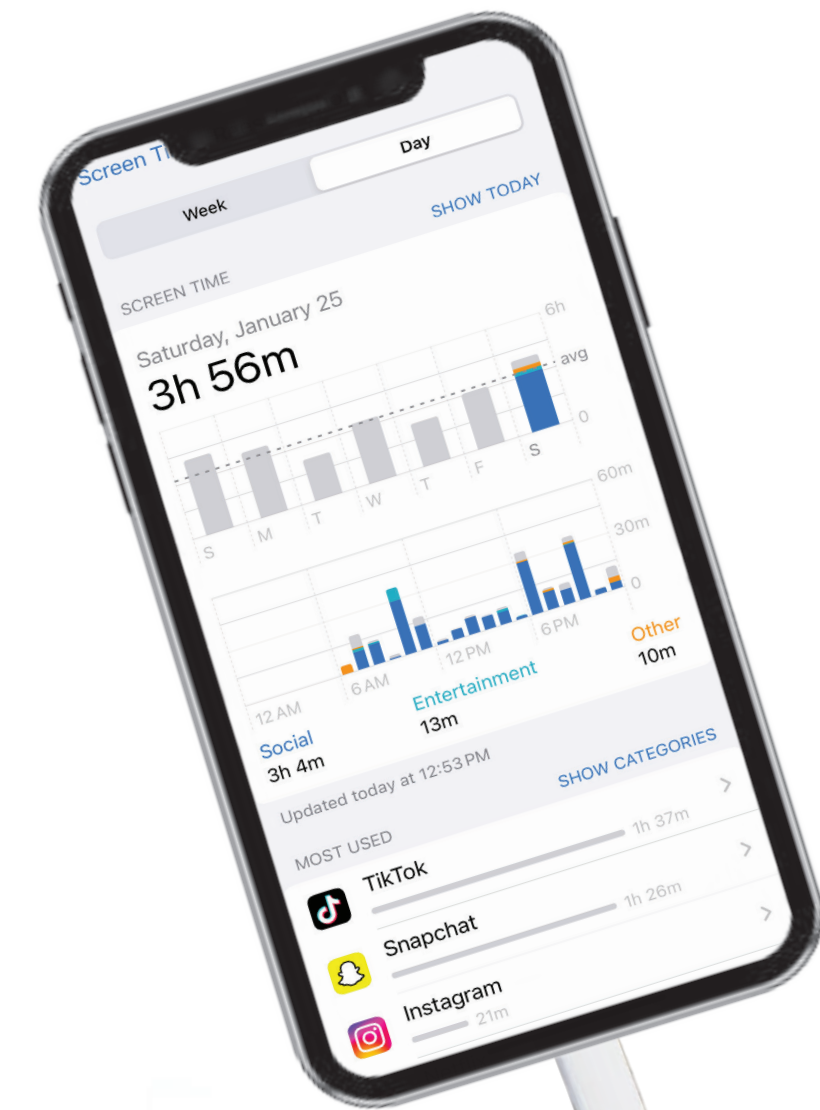 Screen Ti
Week Day
SHOW TODAY
SCREEN TIME
Saturday, January 25
3h 56m
6h
avg
0
S M T W T F S
60m
30m
0
12 AM 6 AM 12 PM 6 PM
Social Entertainment Other
3h 4m 13m 10m
Updated today at 12:53 PM
SHOW CATEGORIES
MOST USED
TikTok
1h 37m
Snapchat
1h 26m
Instagram
21m